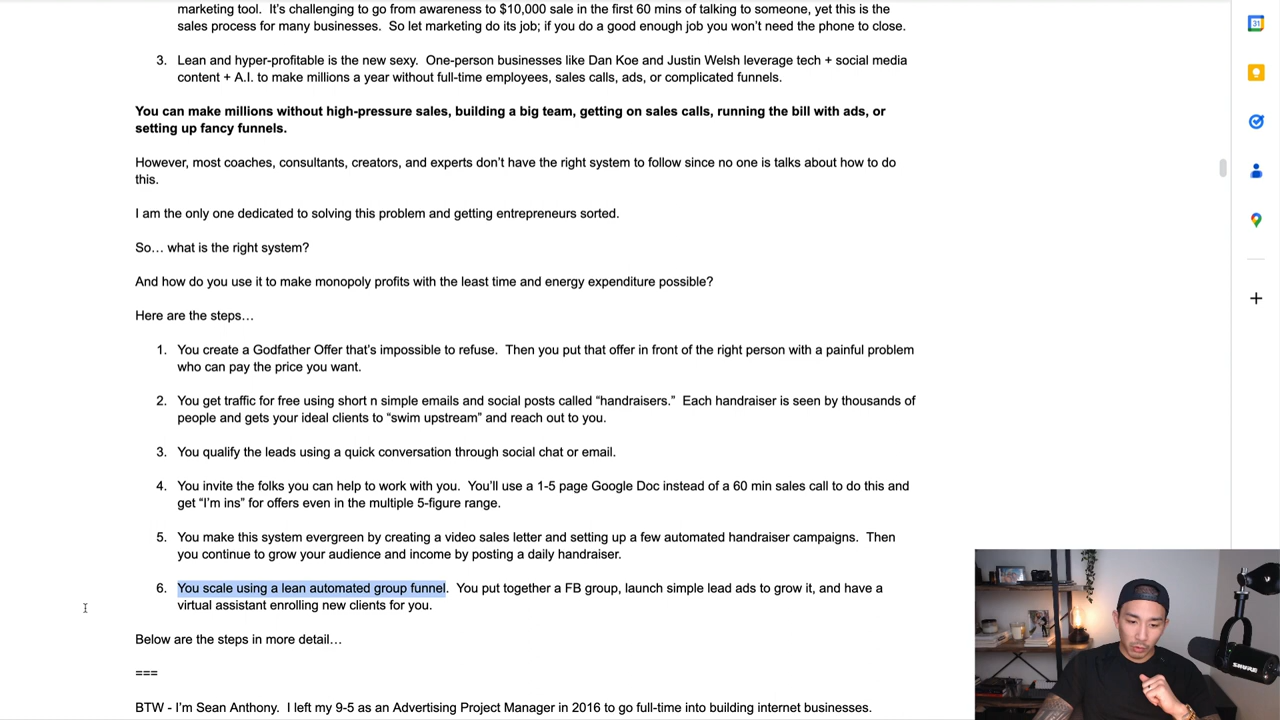 marketing tool.  It's challenging to go from awareness to $10,000 sale in the first 60 mins of talking to someone, yet this is the
sales process for many businesses.  So let marketing do its job; if you do a good enough job you won't need the phone to close.
3. Lean and hyper-profitable is the new sexy.  One-person businesses like Dan Koe and Justin Welsh leverage tech + social media
content + A.I. to make millions a year without full-time employees, sales calls, ads, or complicated funnels.
You can make millions without high-pressure sales, building a big team, getting on sales calls, running the bill with ads, or
setting up fancy funnels.
However, most coaches, consultants, creators, and experts don't have the right system to follow since no one is talks about how to do
this.
I am the only one dedicated to solving this problem and getting entrepreneurs sorted.
So… what is the right system?
And how do you use it to make monopoly profits with the least time and energy expenditure possible?
Here are the steps…
1. You create a Godfather Offer that's impossible to refuse.  Then you put that offer in front of the right person with a painful problem
who can pay the price you want.
2. You get traffic for free using short n simple emails and social posts called "handraisers."  Each handraiser is seen by thousands of
people and gets your ideal clients to "swim upstream" and reach out to you.
3. You qualify the leads using a quick conversation through social chat or email.
4. You invite the folks you can help to work with you.  You'll use a 1-5 page Google Doc instead of a 60 min sales call to do this and
get "I'm ins" for offers even in the multiple 5-figure range.
5. You make this system evergreen by creating a video sales letter and setting up a few automated handraiser campaigns.  Then
you continue to grow your audience and income by posting a daily handraiser.
6. You scale using a lean automated group funnel.  You put together a FB group, launch simple lead ads to grow it, and have a
virtual assistant enrolling new clients for you.
Below are the steps in more detail…
===
BTW - I'm Sean Anthony.  I left my 9-5 as an Advertising Project Manager in 2016 to go full-time into building internet businesses.
31
SHURE